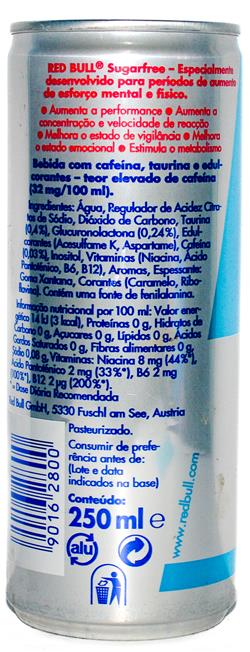 RED BULL® Sugarfree – Especialmente
desenvolvido para períodos de aumento
de esforço mental e físico.
● Aumenta a performance ● Aumenta a
concentração e velocidade de reacção
● Melhora o estado de vigilância ● Melhora
o estado emocional ● Estimula o metabolismo
Bebida com cafeína, taurina e edul-
corantes – teor elevado de cafeína
(32 mg/100 ml).
Ingredientes: Água, Regulador de Acidez Citra-
tos de Sódio, Dióxido de Carbono, Taurina
(0,4%), Glucuronolactona (0,24%), Edul-
corantes (Acesulfame K, Aspartame), Cafeína
(0,03%), Inositol, Vitaminas (Niacina, Ácido
Pantoténico, B6, B12), Aromas, Espessante:
Goma Xantana, Corantes (Caramelo, Ribo-
flavina). Contém uma fonte de fenilalanina.
Informação nutricional por 100 ml: Valor ener-
gético 14 kJ (3 kcal), Proteínas 0 g, Hidratos de
Carbono 0 g, Açucares 0 g, Lípidos 0 g, Ácidos
Gordos Saturados 0 g, Fibras alimentares 0 g
Sódio 0,08 g, Vitaminas: Niacina 8 mg (44%*),
Ácido Pantoténico 2 mg (33%*), B6 2 mg
(100%*), B12 2 µg (200%*).
* = Dose Diária Recomendada
Red Bull GmbH, 5330 Fuschl am See, Austria
Pasteurizado.
Consumir de prefe-
rência antes de:
(Lote e data
indicados na base)
Conteúdo:
250 ml e
90162800
alu
www.redbull.com